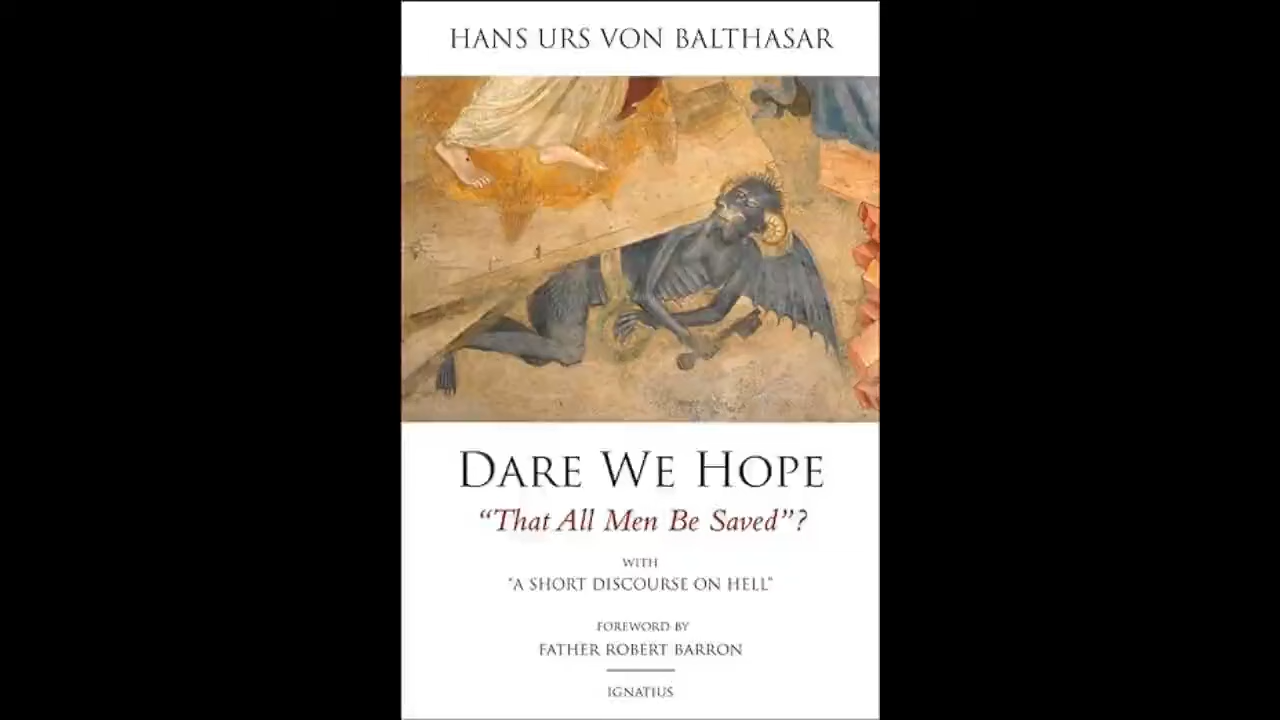 HANS URS VON BALTHASAR
DARE WE HOPE
“That All Men Be Saved”?
WITH
“A SHORT DISCOURSE ON HELL”
FOREWORD BY
FATHER ROBERT BARRON
IGNATIUS